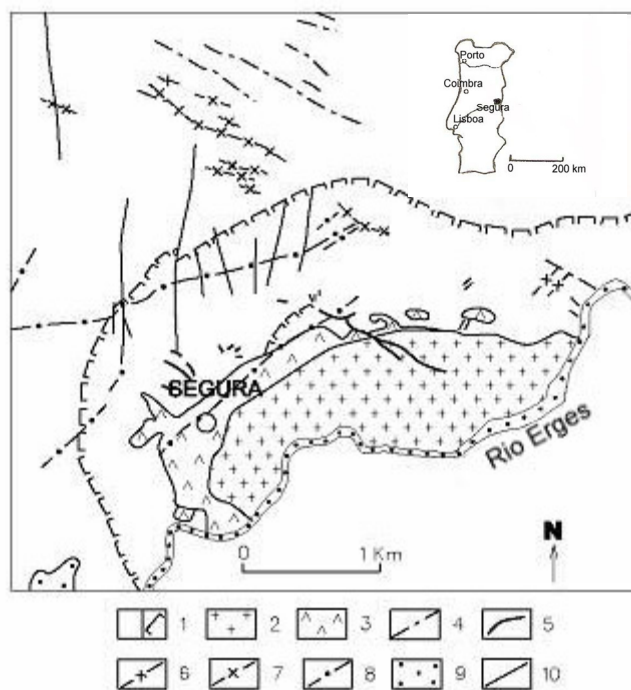 Porto
Coimbra
Segura
Lisboa
0 200 km
SEGURA
Rio Erges
N
0 1 Km
1 2 3 4 5
6 7 8 9 10